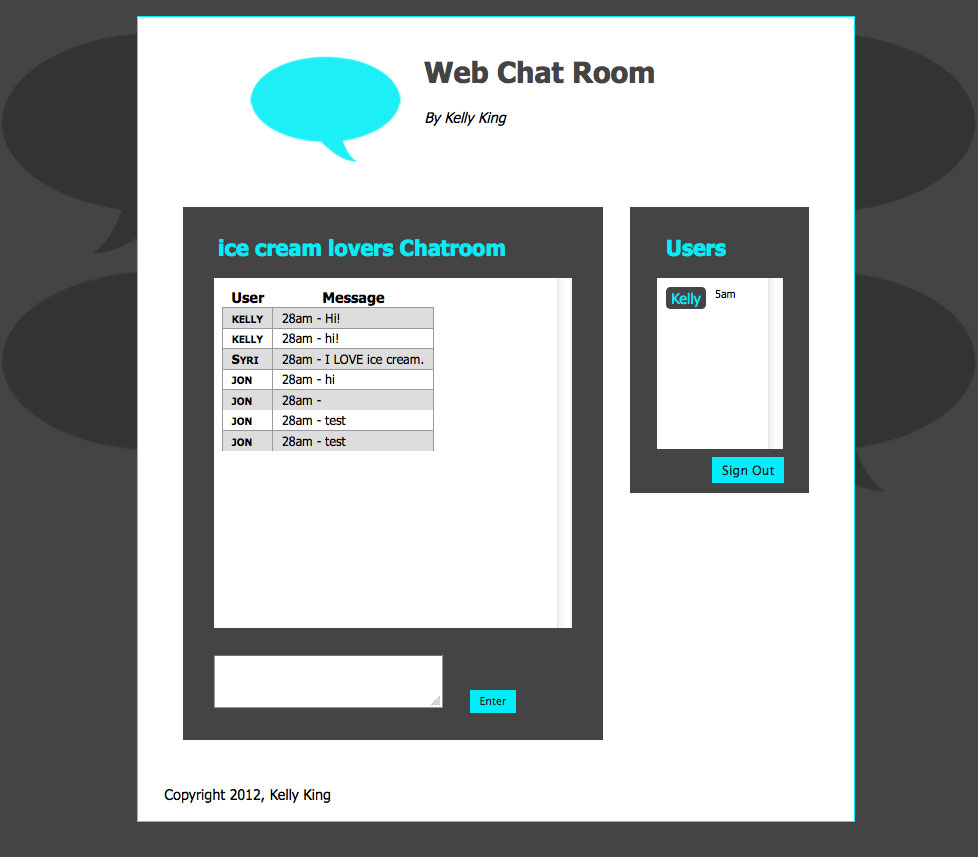 Web Chat Room
By Kelly King
ice cream lovers Chatroom
User Message
KELLY 28am - Hi!
KELLY 28am - hi!
SYRI 28am - I LOVE ice cream.
JON 28am - hi
JON 28am -
JON 28am - test
JON 28am - test
Enter
Users
Kelly 5am
Sign Out
Copyright 2012, Kelly King